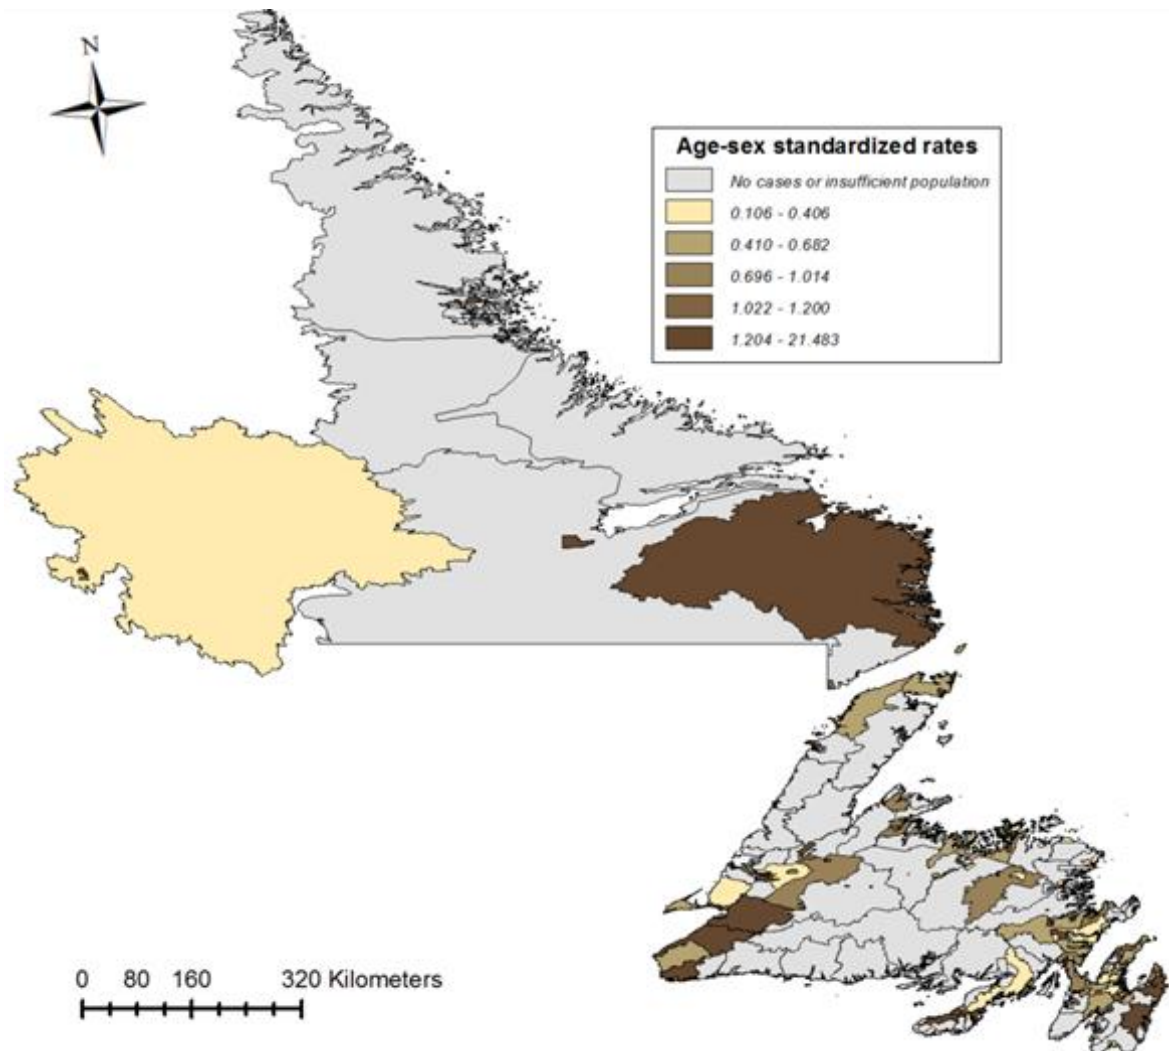 N
Age-sex standardized rates
No cases or insufficient population
0.106 - 0.406
0.410 - 0.682
0.696 - 1.014
1.022 - 1.200
1.204 - 21.483
0 80 160 320 Kilometers